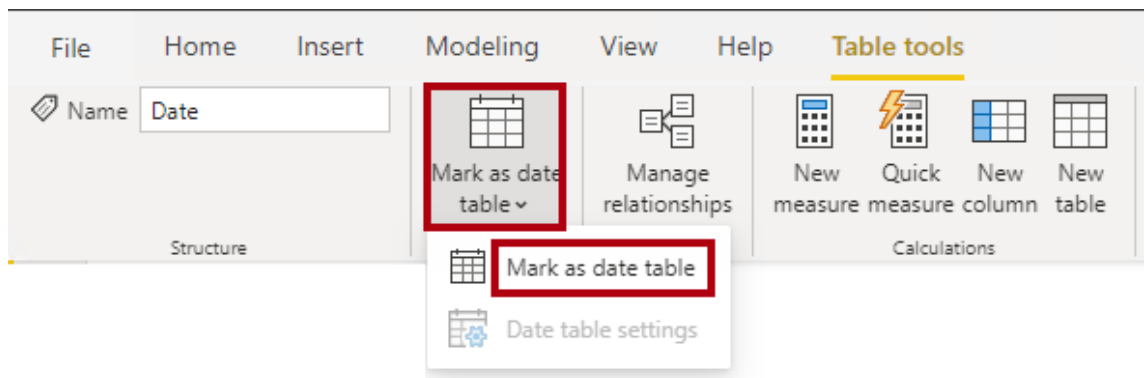 File Home Insert Modeling View Help Table tools
Name Date
Mark as date
table
Manage
relationships
New
measure
Quick
measure
New
column
New
table
Structure
Calculations
Mark as date table
Date table settings